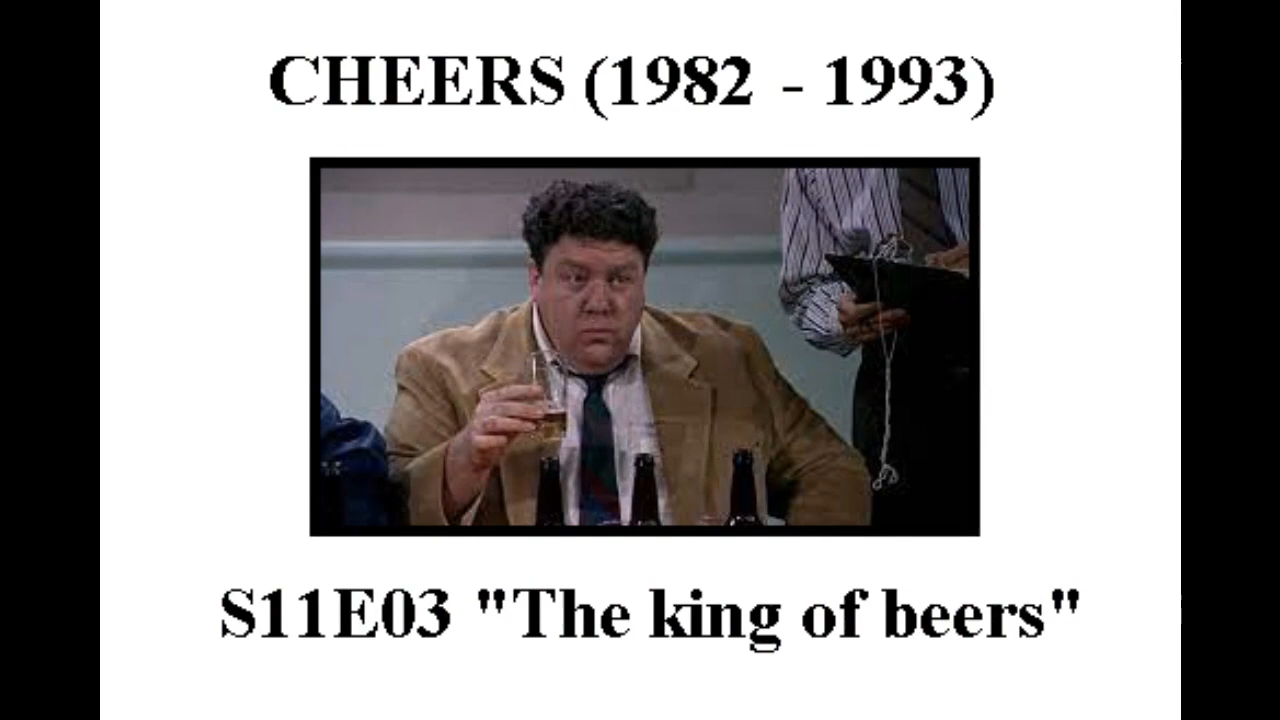 CHEERS (1982 - 1993)
S11E03 "The king of beers"